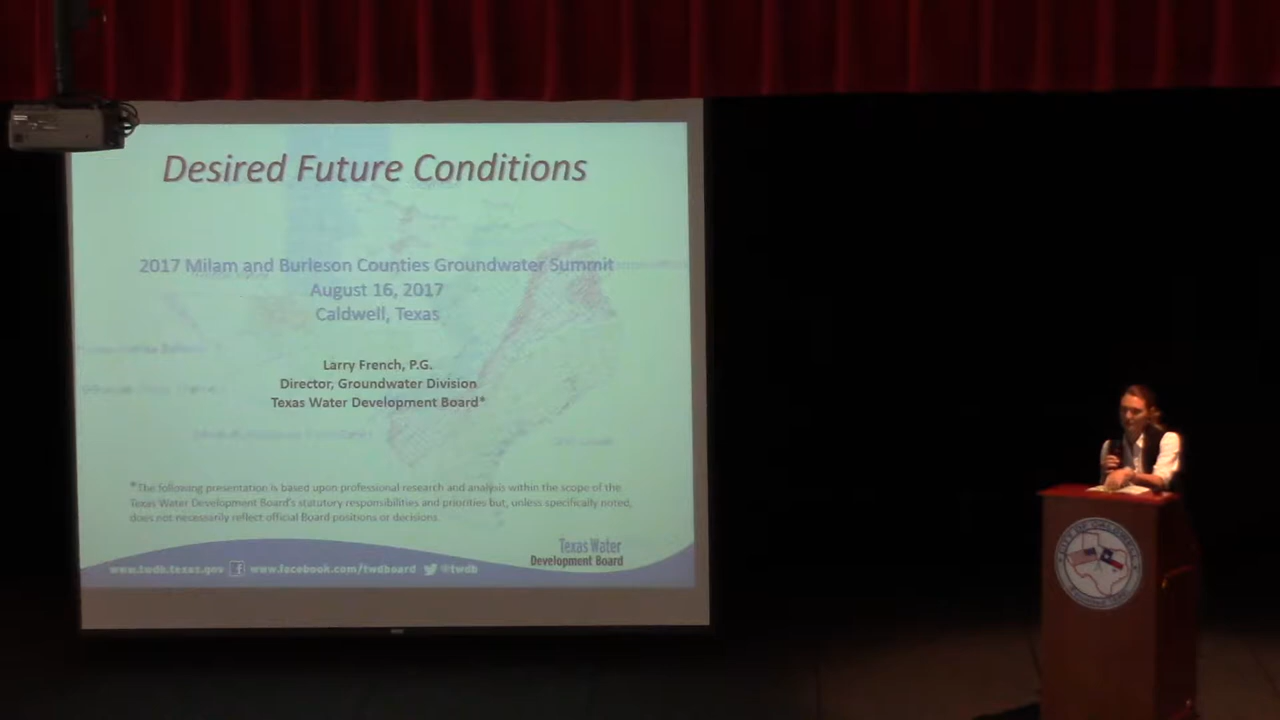 Desired Future Conditions
2017 Milam and Burleson Counties Groundwater Summit
August 16, 2017
Caldwell, Texas
Larry French, P.G.
Director, Groundwater Division
Texas Water Development Board*
*The following presentation is based upon professional research and analysis within the scope of the
Texas Water Development Board's statutory responsibilities and priorities but, unless specifically noted,
does not necessarily reflect official Board positions or decisions.
Texas Water
Development Board
www.twdb.texas.gov f www.facebook.com/twdboard @twdb
CITY OF CALDWELL